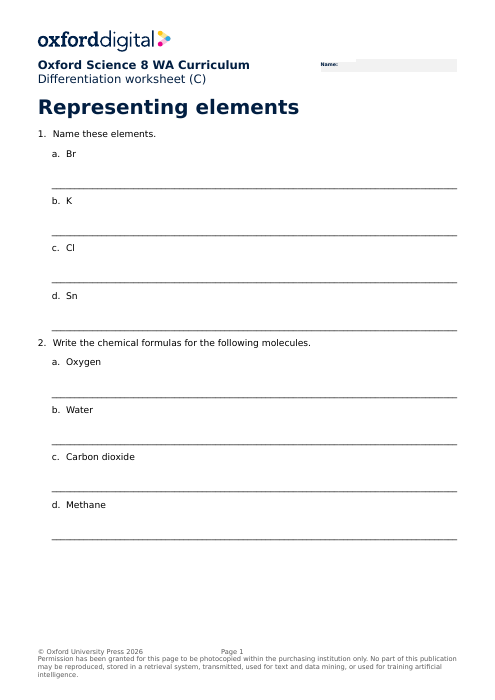 oxforddigital
Oxford Science 8 WA Curriculum
Name:
Differentiation worksheet (C)
Representing elements
1. Name these elements.
a. Br
b. K
c. Cl
d. Sn
2. Write the chemical formulas for the following molecules.
a. Oxygen
b. Water
c. Carbon dioxide
d. Methane
© Oxford University Press 2026 Page 1
Permission has been granted for this page to be photocopied within the purchasing institution only. No part of this publication
may be reproduced, stored in a retrieval system, transmitted, used for text and data mining, or used for training artificial
intelligence.